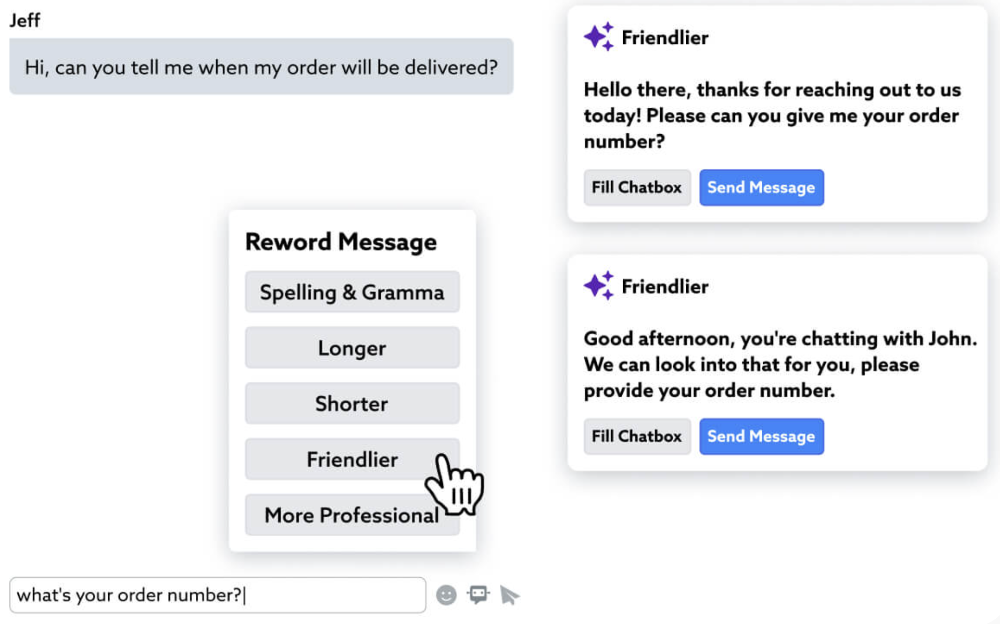 Jeff
Hi, can you tell me when my order will be delivered?
Reword Message
Spelling & Gramma
Longer
Shorter
Friendlier
More Professional
what's your order number?
Friendlier
Hello there, thanks for reaching out to us
today! Please can you give me your order
number?
Fill Chatbox
Send Message
Friendlier
Good afternoon, you're chatting with John.
We can look into that for you, please
provide your order number.
Fill Chatbox
Send Message